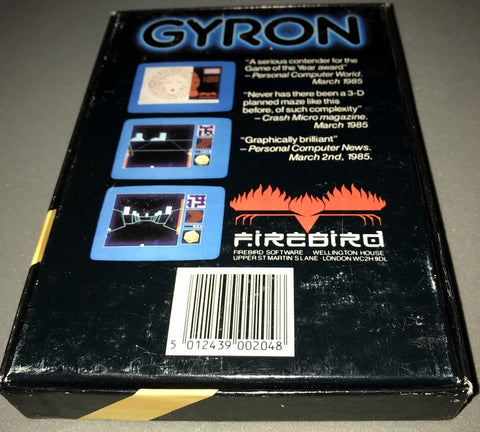 GYRON
"A serious contender for the
Game of the Year award"
– Personal Computer World.
March 1985
"Never has there been a 3-D
planned maze like this
before, of such complexity"
– Crash Micro magazine.
March 1985
"Graphically brilliant"
– Personal Computer News.
March 2nd, 1985.
FIREBIRD
FIREBIRD SOFTWARE WELLINGTON HOUSE
UPPER ST MARTIN'S LANE · LONDON WC2H 9DL
5 012439 002048